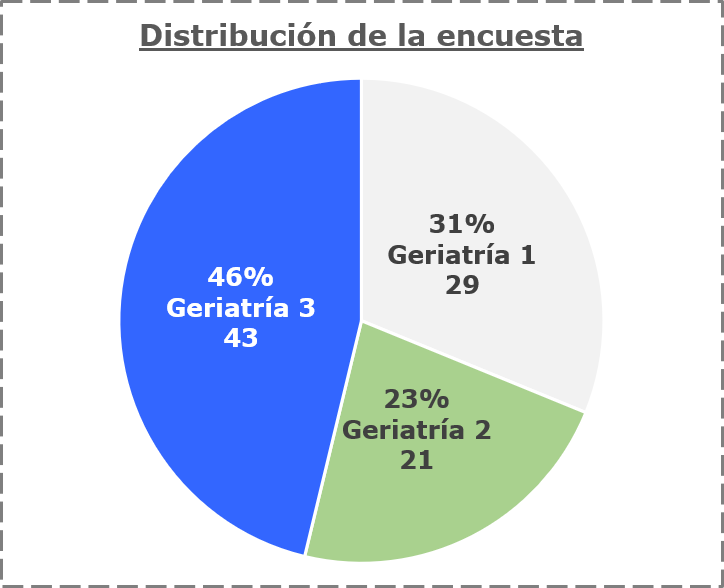 Distribución de la encuesta
31%
Geriatría 1
29
46%
Geriatría 3
43
23%
Geriatría 2
21